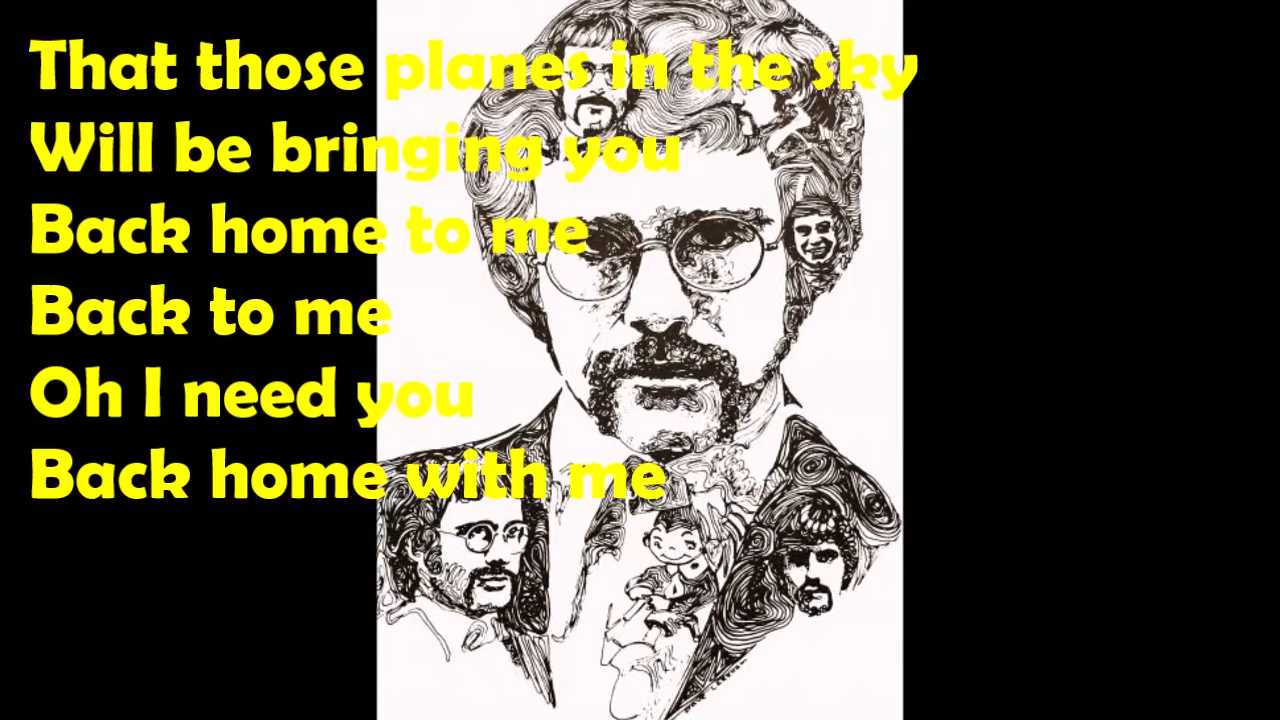 That those planes in the sky
Will be bringing you
Back home to me
Back to me
Oh I need you
Back home with me